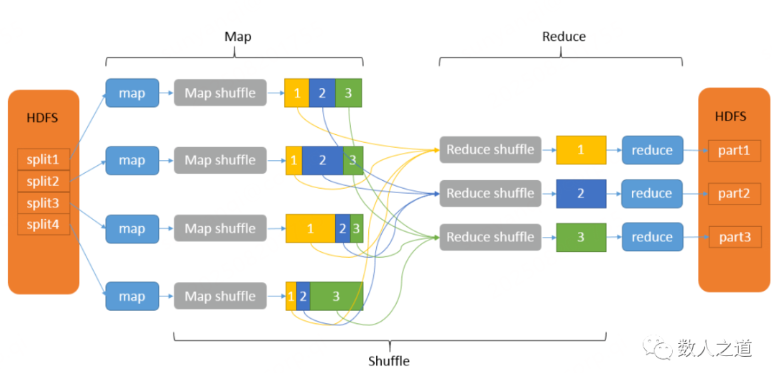 Map
Reduce
HDFS
split1
split2
split3
split4
map
Map shuffle
1 2 3
map
Map shuffle
1 2 3
map
Map shuffle
1 2 3
map
Map shuffle
1 2 3
Reduce shuffle
1
reduce
Reduce shuffle
2
reduce
Reduce shuffle
3
reduce
HDFS
part1
part2
part3
Shuffle
数人之道